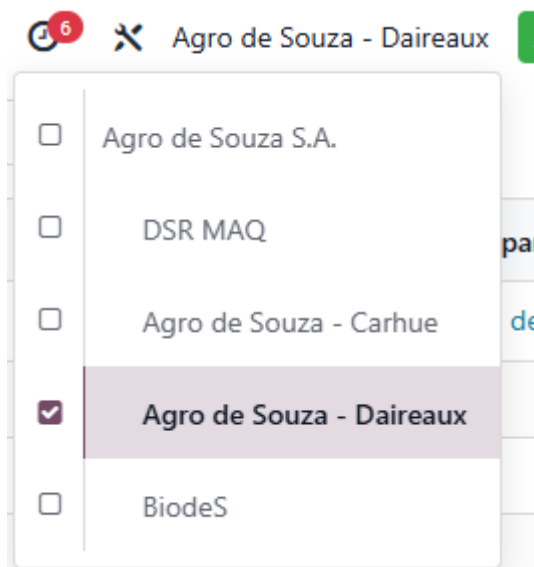 6
Agro de Souza - Daireaux
Agro de Souza S.A.
DSR MAQ
Agro de Souza - Carhue
Agro de Souza - Daireaux
BiodeS